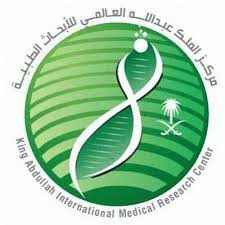 مركز الملك عبدالله العالمي للأبحاث الطبية
King Abdullah International Medical Research Center